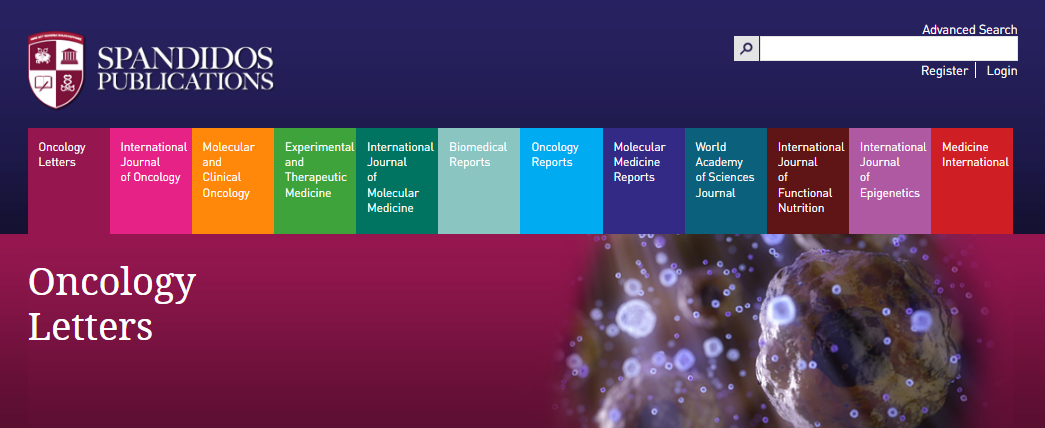 Advanced Search
SPANDIDOS
PUBLICATIONS
Register
Login
Oncology
Letters
International
Journal
of Oncology
Molecular
and
Clinical
Oncology
Experimental
and
Therapeutic
Medicine
International
Journal
of
Molecular
Medicine
Biomedical
Reports
Oncology
Reports
Molecular
Medicine
Reports
World
Academy
of Sciences
Journal
International
Journal
of
Functional
Nutrition
International
Journal
of
Epigenetics
Medicine
International
Oncology
Letters